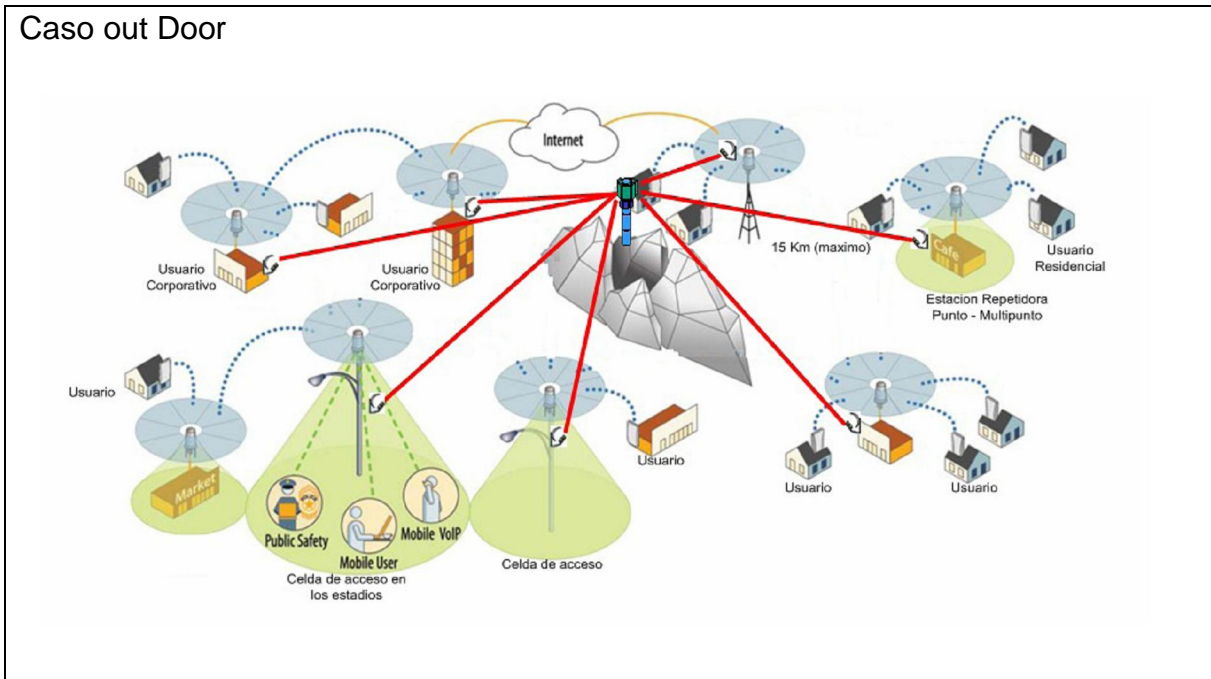 Caso out Door
Internet
15 Km (maximo)
Cafe
Usuario
Corporativo
Usuario
Corporativo
Usuario
Residencial
Estacion Repetidora
Punto - Multipunto
Usuario
Market
Public Safety
Mobile User
Mobile VoIP
Celda de acceso en
los estadios
Celda de acceso
Usuario
Usuario
Usuario